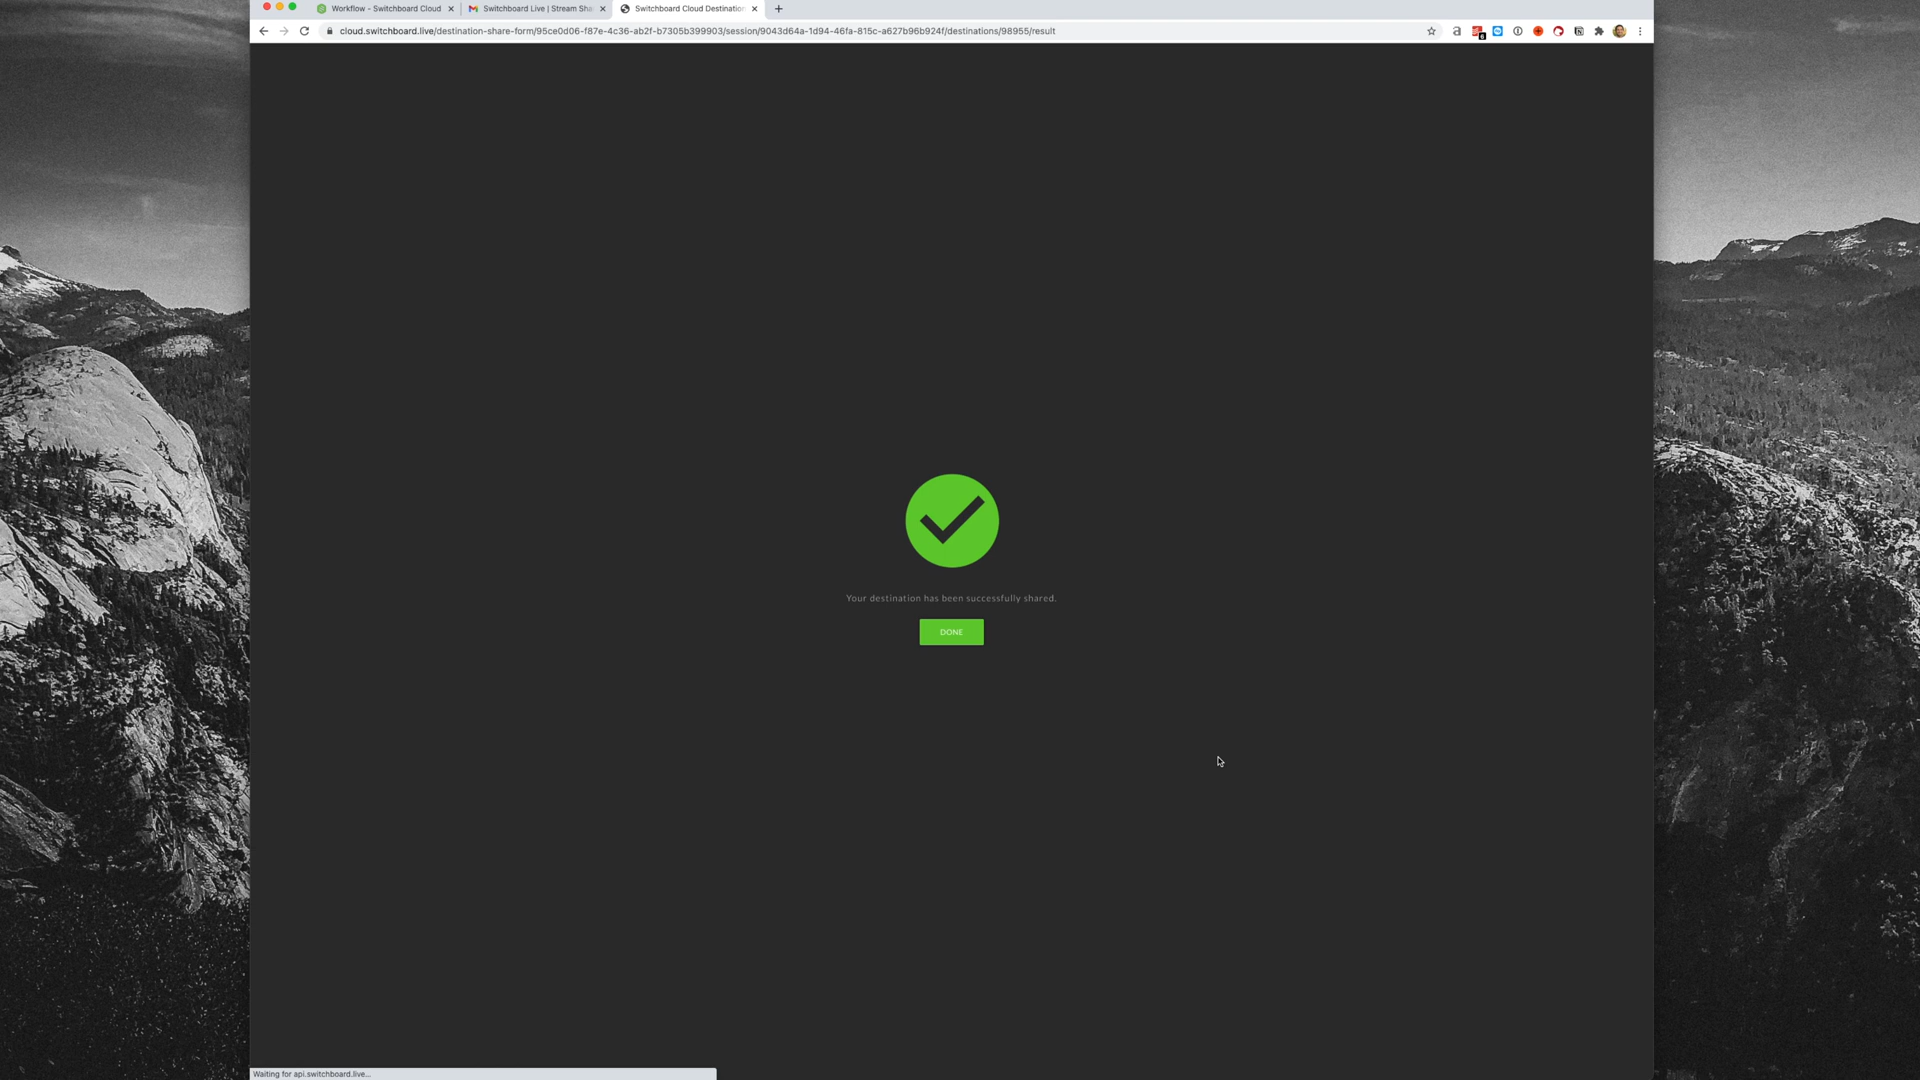 Workflow - Switchboard Cloud
Switchboard Live | Stream Sha
Switchboard Cloud Destination
cloud.switchboard.live/destination-share-form/95ce0d06-f87e-4c36-ab2f-b7305b399903/session/9043d64a-1d94-46fa-815c-a627b96b924f/destinations/98955/result
Your destination has been successfully shared.
DONE
Waiting for api.switchboard.live...